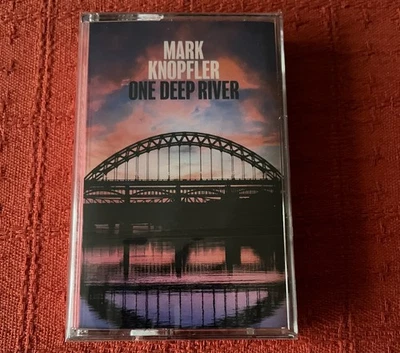 MARK
KNOPFLER
ONE DEEP RIVER